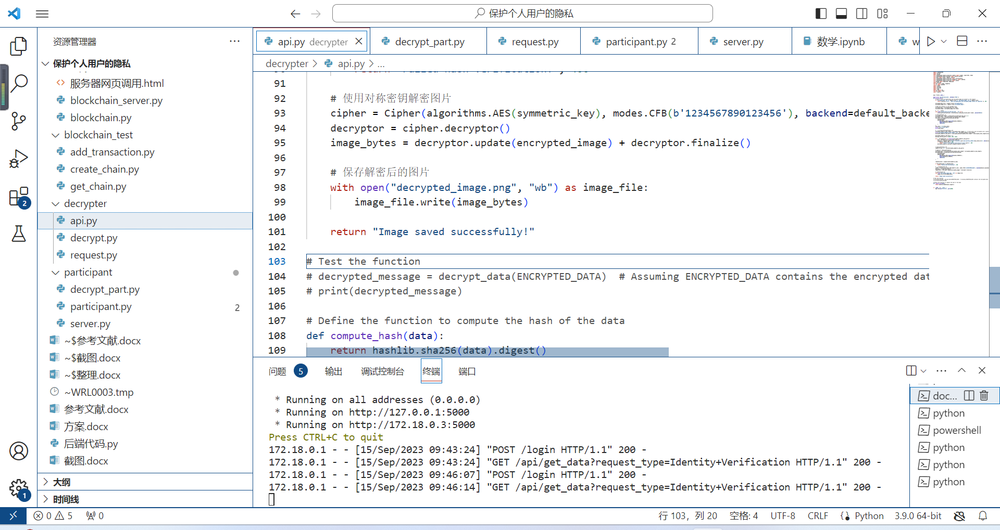 保护个人用户的隐私
资源管理器
保护个人用户的隐私
服务器网页调用.html
blockchain_server.py
blockchain.py
blockchain_test
add_transaction.py
create_chain.py
get_chain.py
decrypter
api.py
decrypt.py
request.py
participant
decrypt_part.py
participant.py 2
server.py
~$参考文献.docx
~$截图.docx
~$整理.docx
~WRL0003.tmp
参考文献.docx
方案.docx
后端代码.py
截图.docx
大纲
时间线
2
1
api.py decrypter
decrypt_part.py
request.py
participant.py 2
server.py
数学.ipynb
w
decrypter > api.py > ...
91
92 # 使用对称密钥解密图片
93 cipher = Cipher(algorithms.AES(symmetric_key), modes.CFB(b'1234567890123456'), backend=default_backe
94 decryptor = cipher.decryptor()
95 image_bytes = decryptor.update(encrypted_image) + decryptor.finalize()
96
97 # 保存解密后的图片
98 with open("decrypted_image.png", "wb") as image_file:
99 image_file.write(image_bytes)
100
101 return "Image saved successfully!"
102
103 # Test the function
104 # decrypted_message = decrypt_data(ENCRYPTED_DATA)  # Assuming ENCRYPTED_DATA contains the encrypted dat
105 # print(decrypted_message)
106
107 # Define the function to compute the hash of the data
108 def compute_hash(data):
109 return hashlib.sha256(data).digest()
问题 5 输出 调试控制台 终端 端口
* Running on all addresses (0.0.0.0)
* Running on http://127.0.0.1:5000
* Running on http://172.18.0.3:5000
Press CTRL+C to quit
172.18.0.1 - - [15/Sep/2023 09:43:24] "POST /login HTTP/1.1" 200 -
172.18.0.1 - - [15/Sep/2023 09:43:24] "GET /api/get_data?request_type=Identity+Verification HTTP/1.1" 200 -
172.18.0.1 - - [15/Sep/2023 09:46:07] "POST /login HTTP/1.1" 200 -
172.18.0.1 - - [15/Sep/2023 09:46:14] "GET /api/get_data?request_type=Identity+Verification HTTP/1.1" 200 -
doc...
python
powershell
python
python
python
0 5 0
行 103，列 20 空格: 4 UTF-8 CRLF Python 3.9.0 64-bit